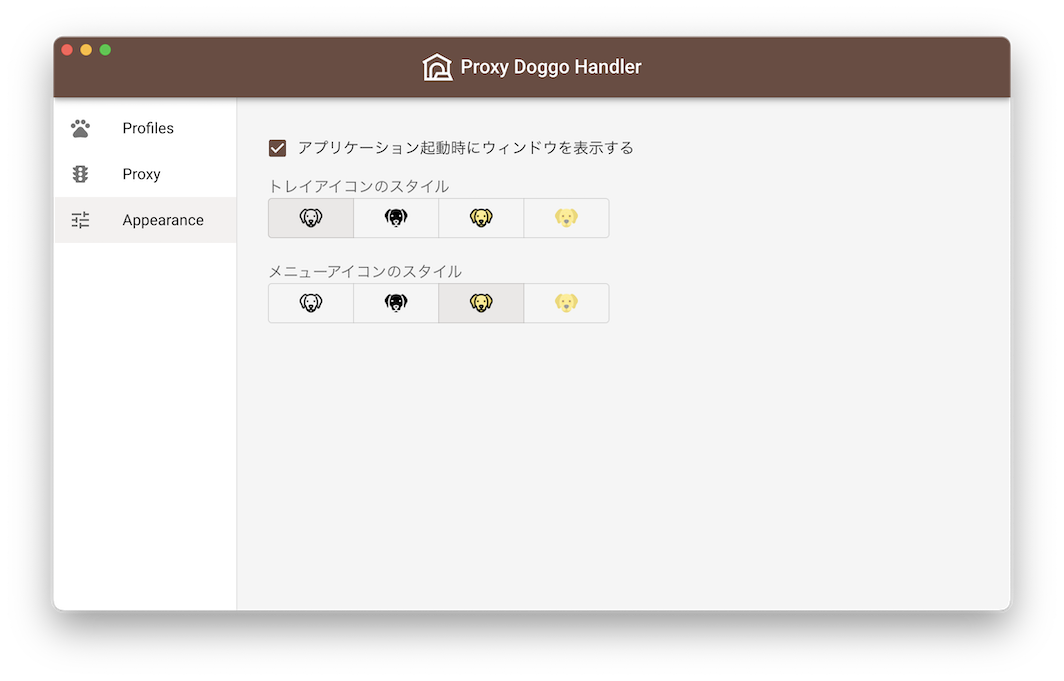 Proxy Doggo Handler
Profiles
Proxy
Appearance
アプリケーション起動時にウィンドウを表示する
トレイアイコンのスタイル
メニューアイコンのスタイル